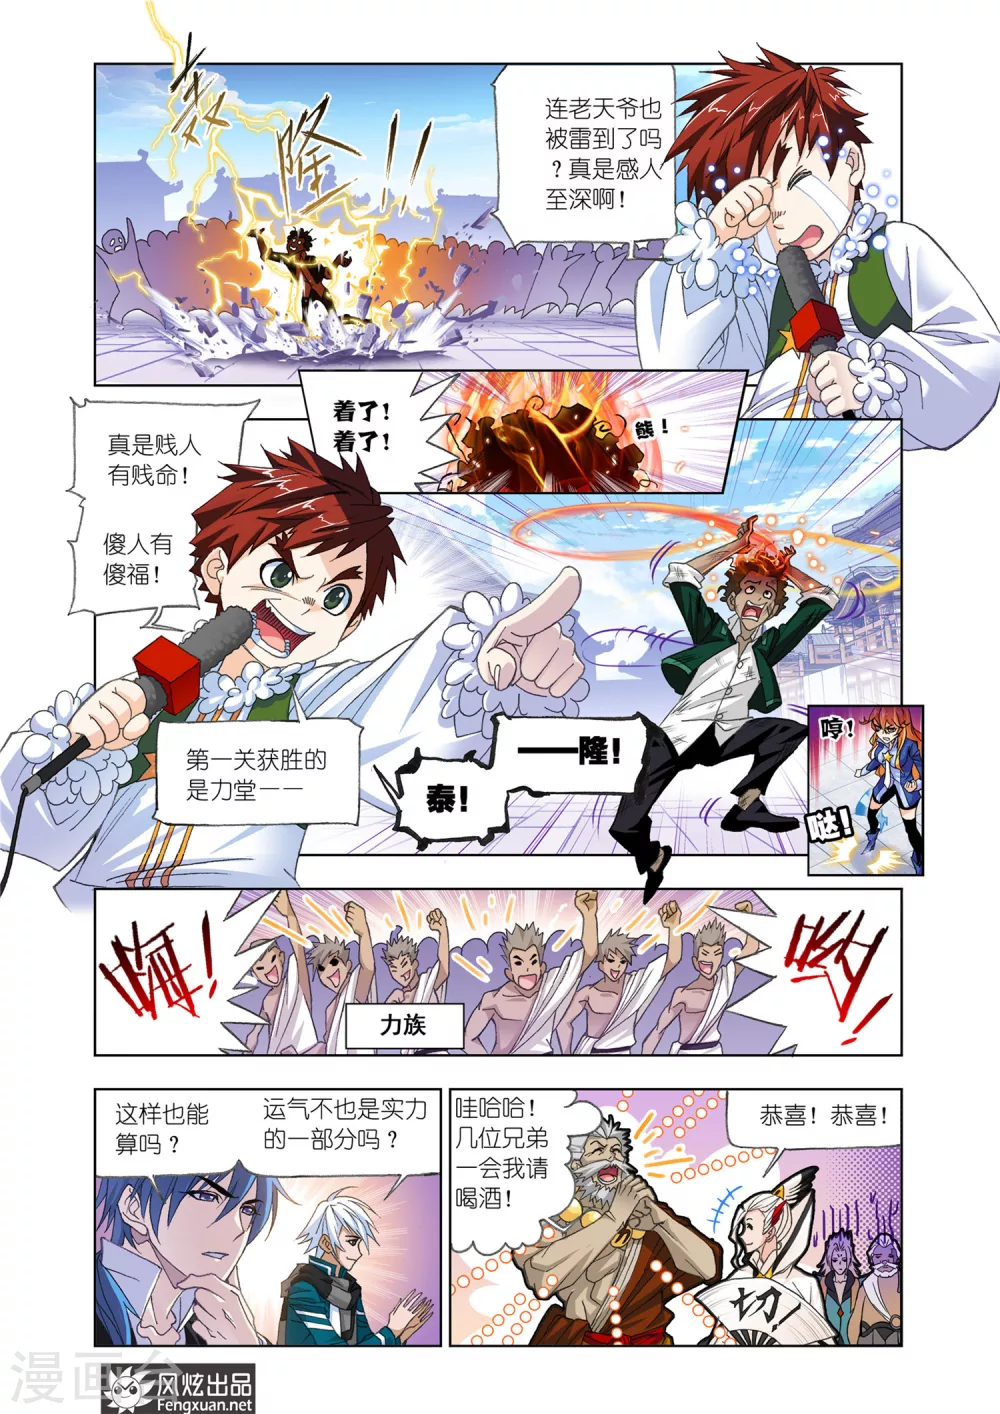 轰
隆!!
连老天爷也
被雷到了吗
?真是感人
至深啊!
着了!
着了!
熊!
真是贱人
有贱命!
傻人有
傻福!
第一关获胜的
是力堂——
泰!
——隆!
哼!
哒!
嗨!
哟!
力族
这样也能
算吗?
运气不也是实力
的一部分吗?
哇哈哈!
几位兄弟
一会我请
喝酒!
恭喜!恭喜!
切!
漫画台
风炫出品
Fengxuan.net